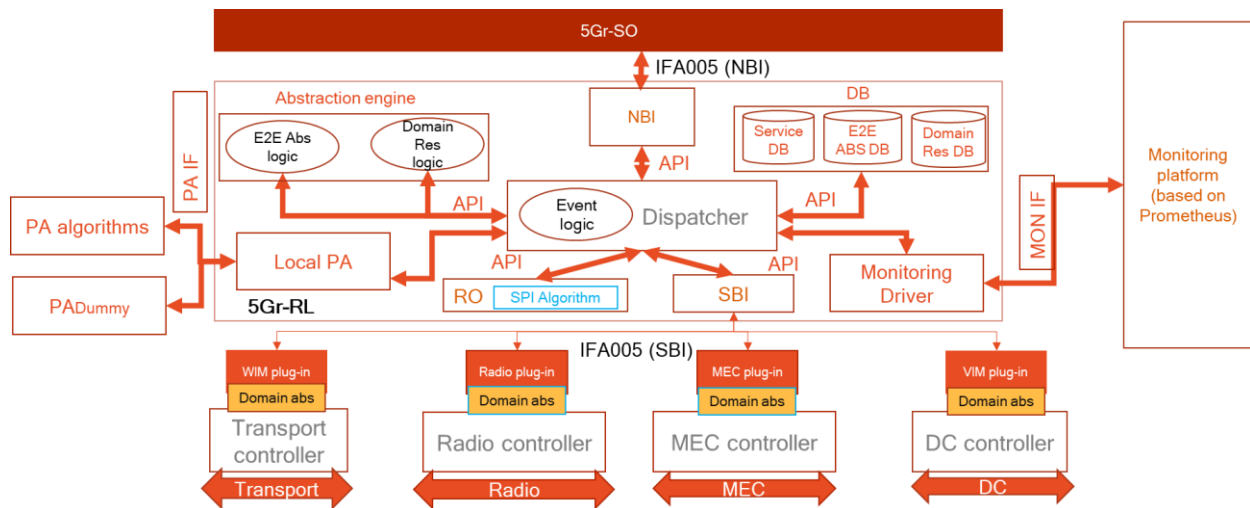 5Gr-SO
IFA005 (NBI)
Abstraction engine
DB
PA IF
E2E Abs
logic
Domain
Res
logic
NBI
Service
DB
E2E
ABS DB
Domain
Res DB
API
API
API
Event
logic
Dispatcher
MON IF
Monitoring
platform
(based on
Prometheus)
PA algorithms
Local PA
PADummy
5Gr-RL
API
API
RO
SPI Algorithm
SBI
Monitoring
Driver
IFA005 (SBI)
WIM plug-in
Domain abs
Transport
controller
Transport
Radio plug-in
Domain abs
Radio controller
Radio
MEC plug-in
Domain abs
MEC controller
MEC
VIM plug-in
Domain abs
DC controller
DC